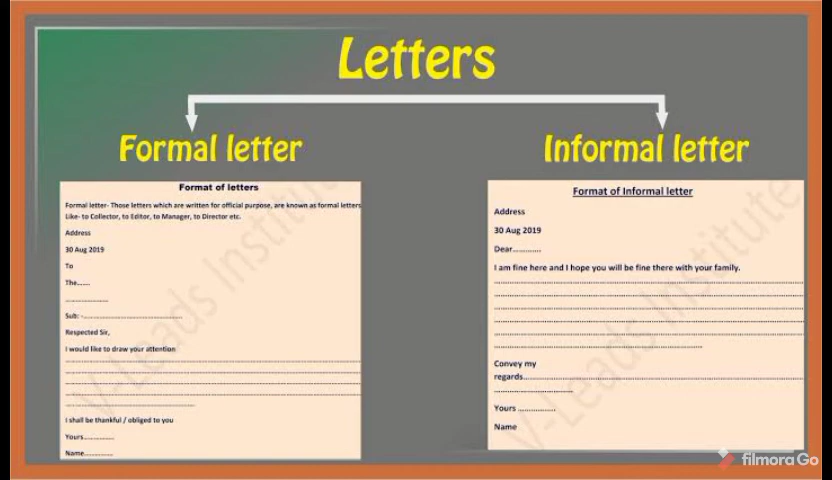 Letters
Formal letter
Format of letters
Formal letter- Those letters which are written for official purpose, are known as formal letters
Like- to Collector, to Editor, to Manager, to Director etc.
Address
30 Aug 2019
To
The.......
....................
Sub: -..............................................
Respected Sir,
I would like to draw your attention
..........................................................................................
..........................................................................................
..........................................................................................
..........................................................................................
........................................
I shall be thankful / obliged to you
Yours..............
Name.............
Informal letter
Format of Informal letter
Address
30 Aug 2019
Dear.............
I am fine here and I hope you will be fine there with your family.
..........................................................................................
..........................................................................................
..........................................................................................
..........................................................................................
..........................................................................................
............................................................
Convey my
regards..................................................................................
......................
Yours ................
Name
V-Leads Institute
V-Leads Institute
filmora Go